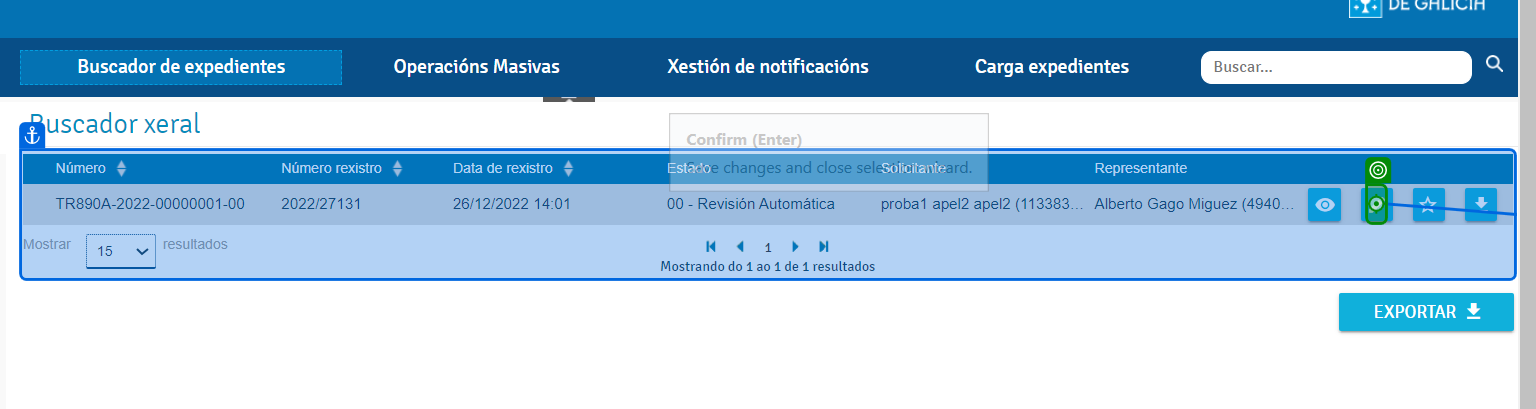 DE GALICIA
Buscador de expedientes Operacións Masivas Xestión de notificacións Carga expedientes Buscar...
Buscador xeral
Confirm (Enter)
Save changes and close selection wizard.
Número Número rexistro Data de rexistro Estado Solicitante Representante
TR890A-2022-00000001-00 2022/27131 26/12/2022 14:01 00 - Revisión Automática proba1 apel2 apel2 (113383... Alberto Gago Miguez (4940...
Mostrar 15 resultados 1
Mostrando do 1 ao 1 de 1 resultados
EXPORTAR